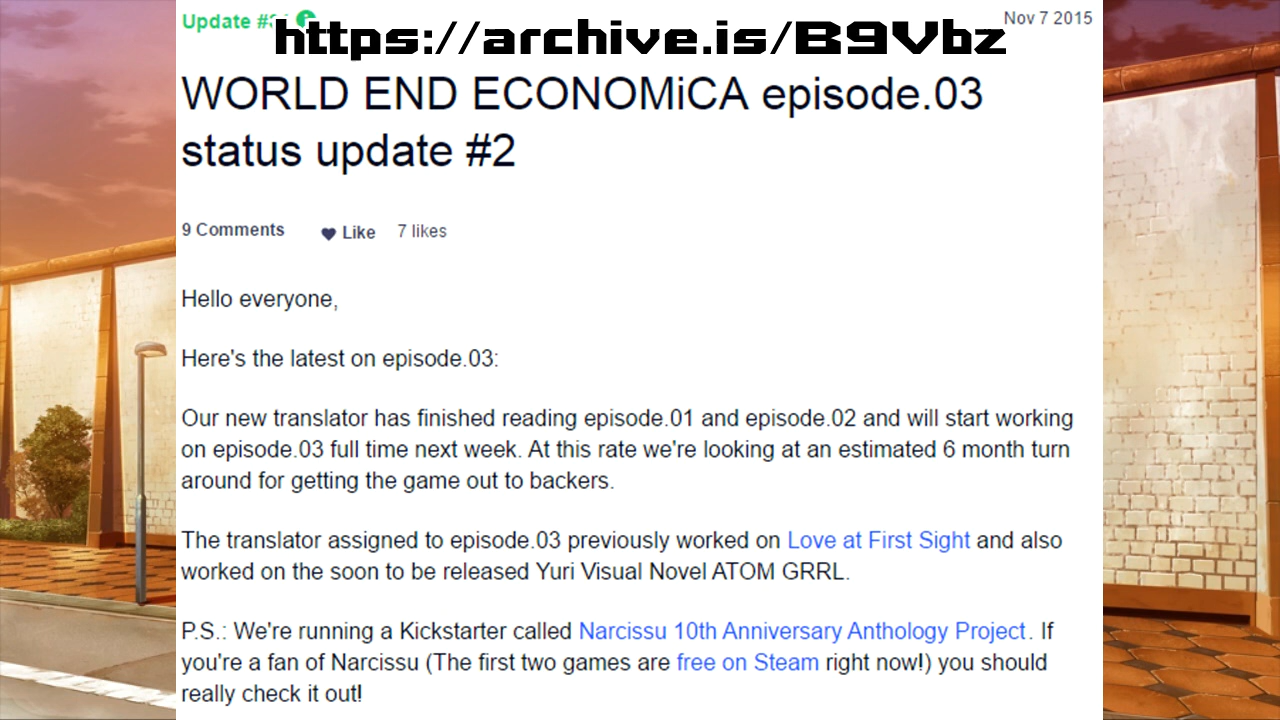 Update #3
Nov 7 2015
https://archive.is/B9Vbz
WORLD END ECONOMiCA episode.03
status update #2
9 Comments Like 7 likes
Hello everyone,
Here's the latest on episode.03:
Our new translator has finished reading episode.01 and episode.02 and will start working
on episode.03 full time next week. At this rate we're looking at an estimated 6 month turn
around for getting the game out to backers.
The translator assigned to episode.03 previously worked on Love at First Sight and also
worked on the soon to be released Yuri Visual Novel ATOM GRRL.
P.S.: We're running a Kickstarter called Narcissu 10th Anniversary Anthology Project. If
you're a fan of Narcissu (The first two games are free on Steam right now!) you should
really check it out!